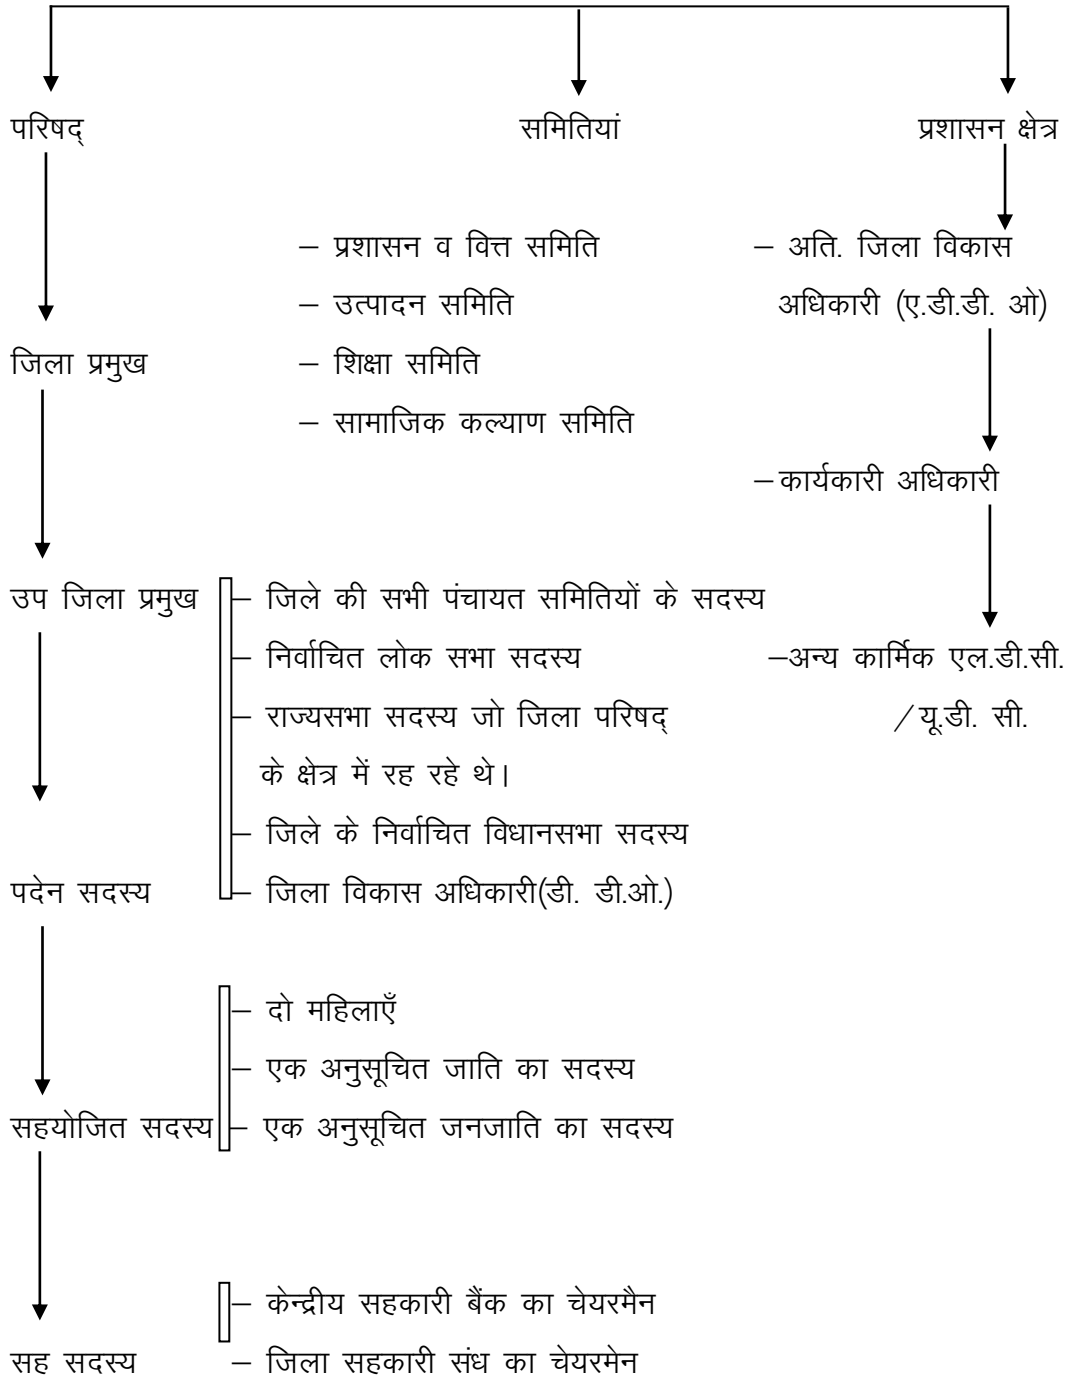 परिषद् समितियां प्रशासन क्षेत्र
– प्रशासन व वित्त समिति – अति. जिला विकास
– उत्पादन समिति अधिकारी (ए.डी.डी. ओ)
जिला प्रमुख – शिक्षा समिति
– सामाजिक कल्याण समिति
– कार्यकारी अधिकारी
उप जिला प्रमुख – जिले की सभी पंचायत समितियों के सदस्य
– निर्वाचित लोक सभा सदस्य –अन्य कार्मिक एल.डी.सी.
– राज्यसभा सदस्य जो जिला परिषद् / यू.डी. सी.
के क्षेत्र में रह रहे थे।
– जिले के निर्वाचित विधानसभा सदस्य
पदेन सदस्य – जिला विकास अधिकारी(डी. डी.ओ.)
– दो महिलाएँ
– एक अनुसूचित जाति का सदस्य
सहयोजित सदस्य – एक अनुसूचित जनजाति का सदस्य
– केन्द्रीय सहकारी बैंक का चेयरमैन
सह सदस्य – जिला सहकारी संध का चेयरमेन